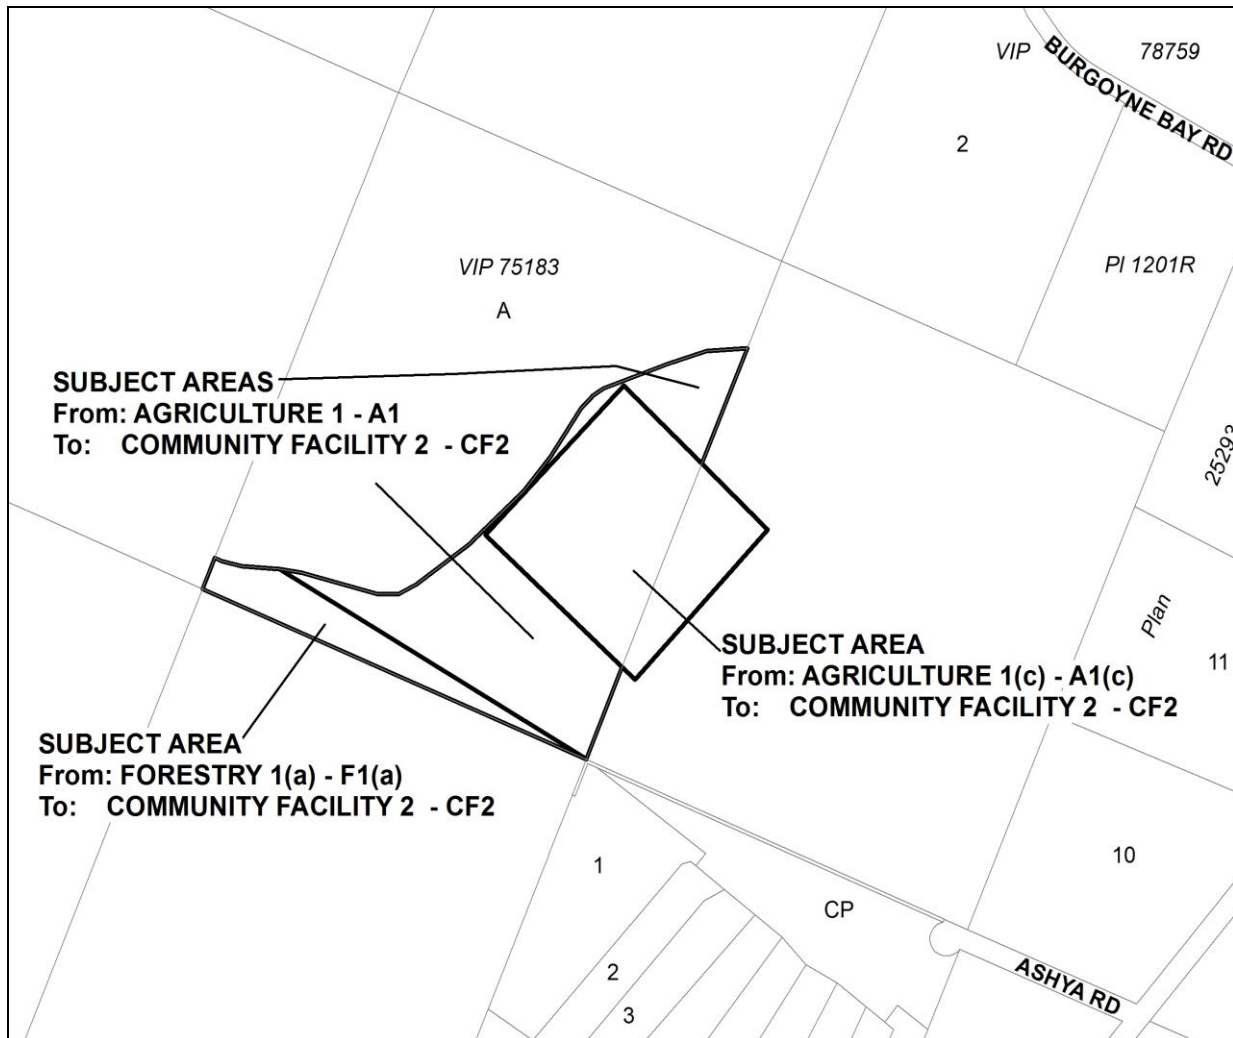 VIP 78759
BURGOYNE BAY RD
2
VIP 75183
A
Pl 1201R
SUBJECT AREAS
From: AGRICULTURE 1 - A1
To: COMMUNITY FACILITY 2 - CF2
25293
Plan
11
SUBJECT AREA
From: AGRICULTURE 1(c) - A1(c)
To: COMMUNITY FACILITY 2 - CF2
SUBJECT AREA
From: FORESTRY 1(a) - F1(a)
To: COMMUNITY FACILITY 2 - CF2
1
10
CP
2
3
ASHYA RD